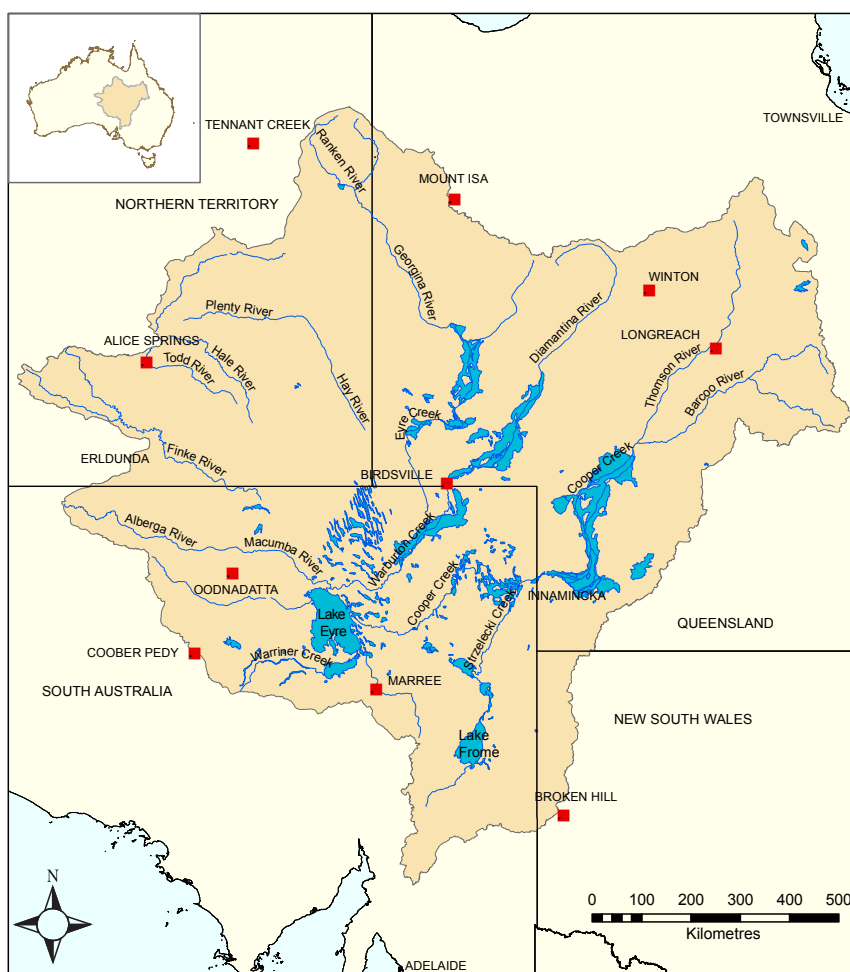 TOWNSVILLE
TENNANT CREEK
Ranken River
MOUNT ISA
NORTHERN TERRITORY
Georgina River
WINTON
Diamantina River
Plenty River
LONGREACH
ALICE SPRINGS
Hale River
Todd River
Thomson River
Barcoo River
Hay River
Eyre Creek
ERLDUNDA
Finke River
BIRDSVILLE
Cooper Creek
Alberga River
Macumba River
Warburton Creek
OODNADATTA
Cooper Creek
INNAMINCKA
Lake
Eyre
Strzelecki Creek
QUEENSLAND
COOBER PEDY
Warriner Creek
SOUTH AUSTRALIA
MARREE
NEW SOUTH WALES
Lake
Frome
BROKEN HILL
N
0 100 200 300 400 500
Kilometres
ADELAIDE